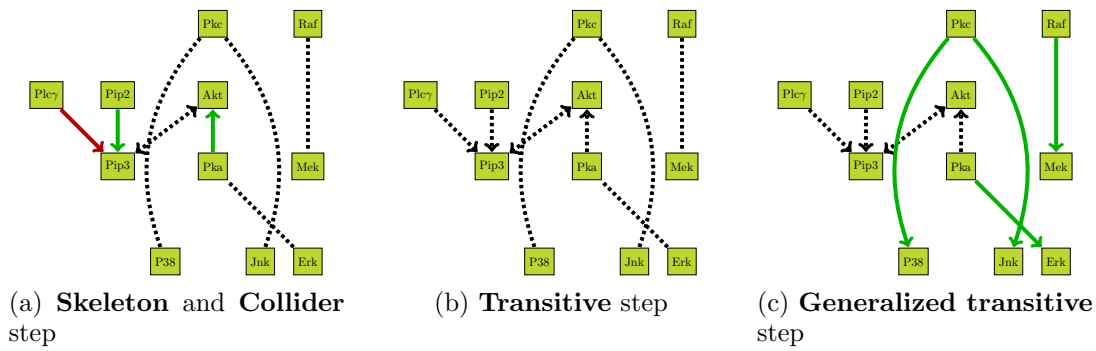 Pkc Raf
Plcγ Pip2 Akt
Pip3 Pka Mek
P38 Jnk Erk
(a) Skeleton and Collider
step
Pkc Raf
Plcγ Pip2 Akt
Pip3 Pka Mek
P38 Jnk Erk
(b) Transitive step
Pkc Raf
Plcγ Pip2 Akt
Pip3 Pka Mek
P38 Jnk Erk
(c) Generalized transitive
step